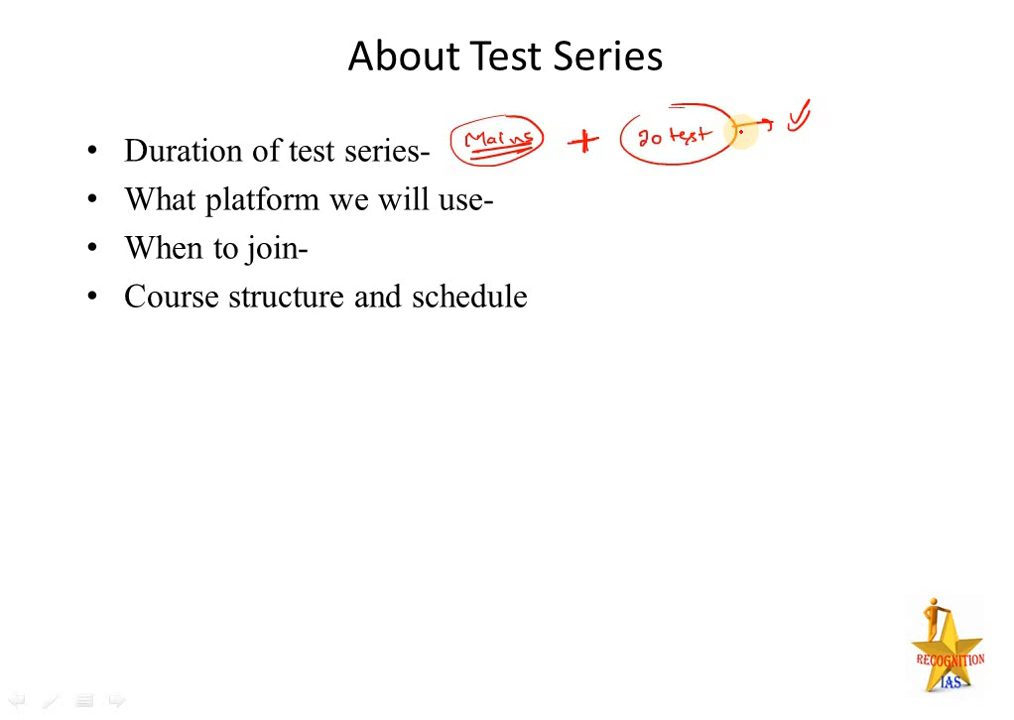 About Test Series
• Duration of test series- Mains + 20 test
• What platform we will use-
• When to join-
• Course structure and schedule
RECOGNITION
IAS